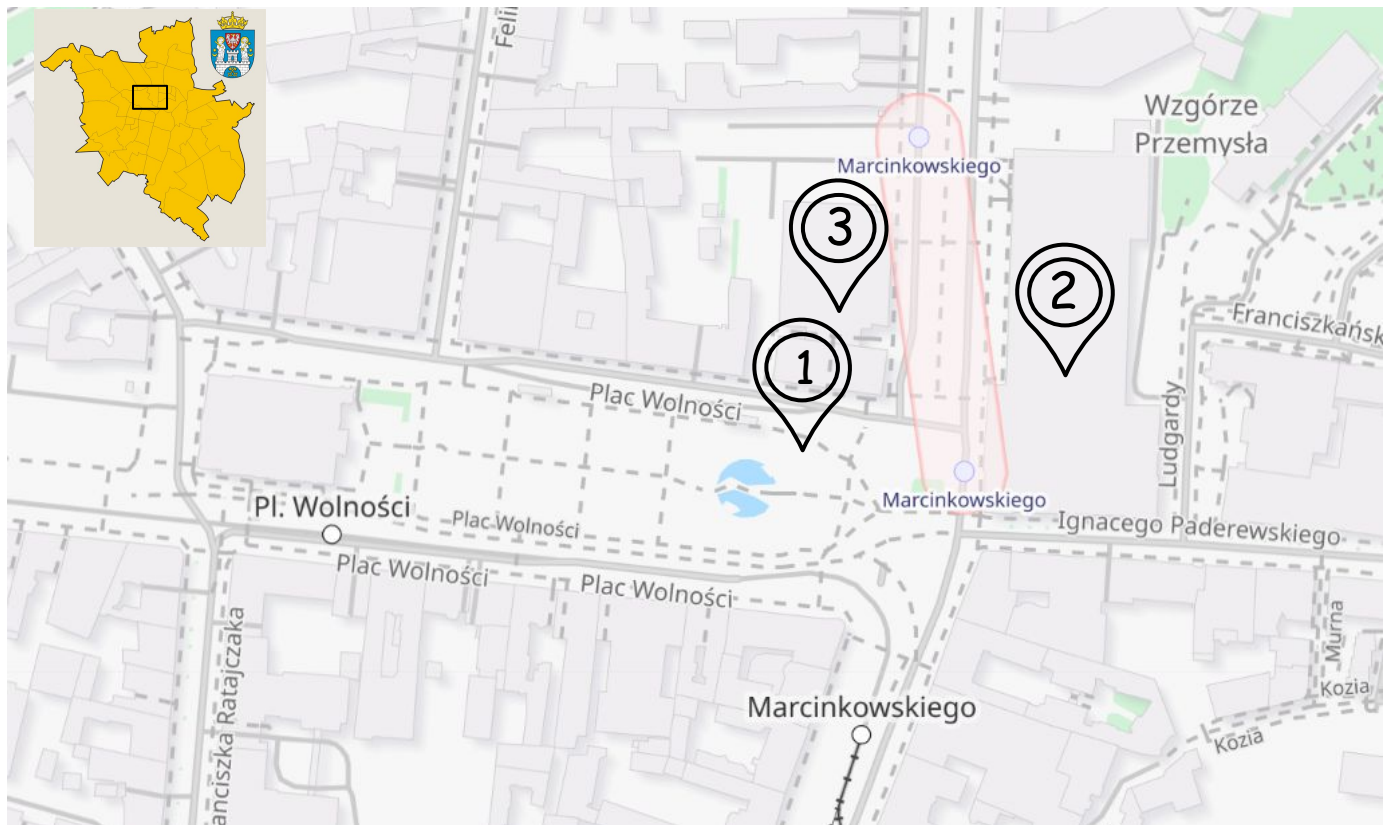 Feli
Wzgórze
Przemysła
Marcinkowskiego
3
2
Franciszkańsk
1
Plac Wolności
Ludgardy
Marcinkowskiego
Pl. Wolności
Plac Wolności
Ignacego Paderewskiego
Plac Wolności
Plac Wolności
anciszka Ratajczaka
Murna
Kozia
Marcinkowskiego
Kozia